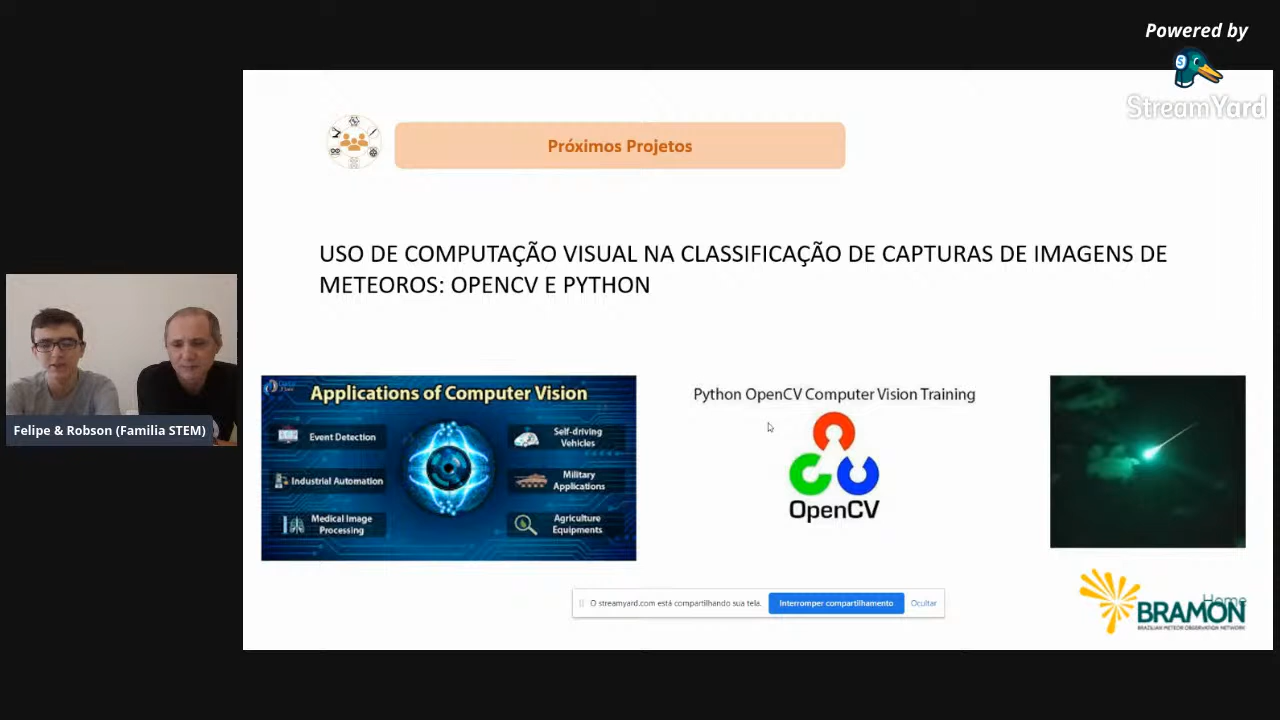 Powered by
StreamYard
Próximos Projetos
USO DE COMPUTAÇÃO VISUAL NA CLASSIFICAÇÃO DE CAPTURAS DE IMAGENS DE
METEOROS: OPENCV E PYTHON
Felipe & Robson (Familia STEM)
Applications of Computer Vision
Event Detection
Industrial Automation
Medical Image
Processing
Self-driving
Vehicles
Military
Applications
Agriculture
Equipments
Python OpenCV Computer Vision Training
OpenCV
O streamyard.com está compartilhando sua tela.
Interromper compartilhamento
Ocultar
Home
BRAMON
BRAZILIAN METEOR OBSERVATION NETWORK